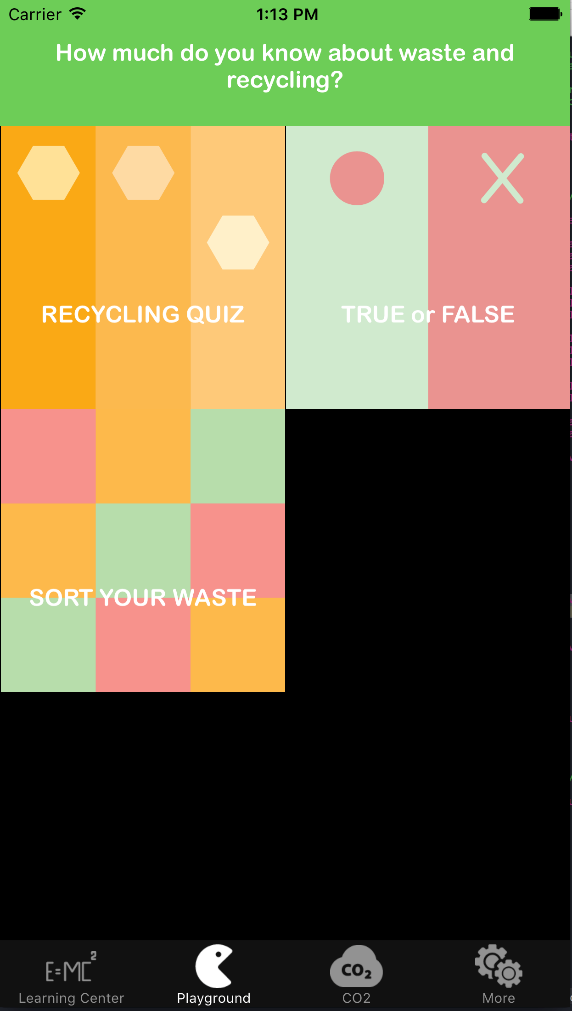 Carrier 1:13 PM
How much do you know about waste and
recycling?
RECYCLING QUIZ
TRUE or FALSE
SORT YOUR WASTE
E=MC²
CO₂
Learning Center
Playground
CO2
More